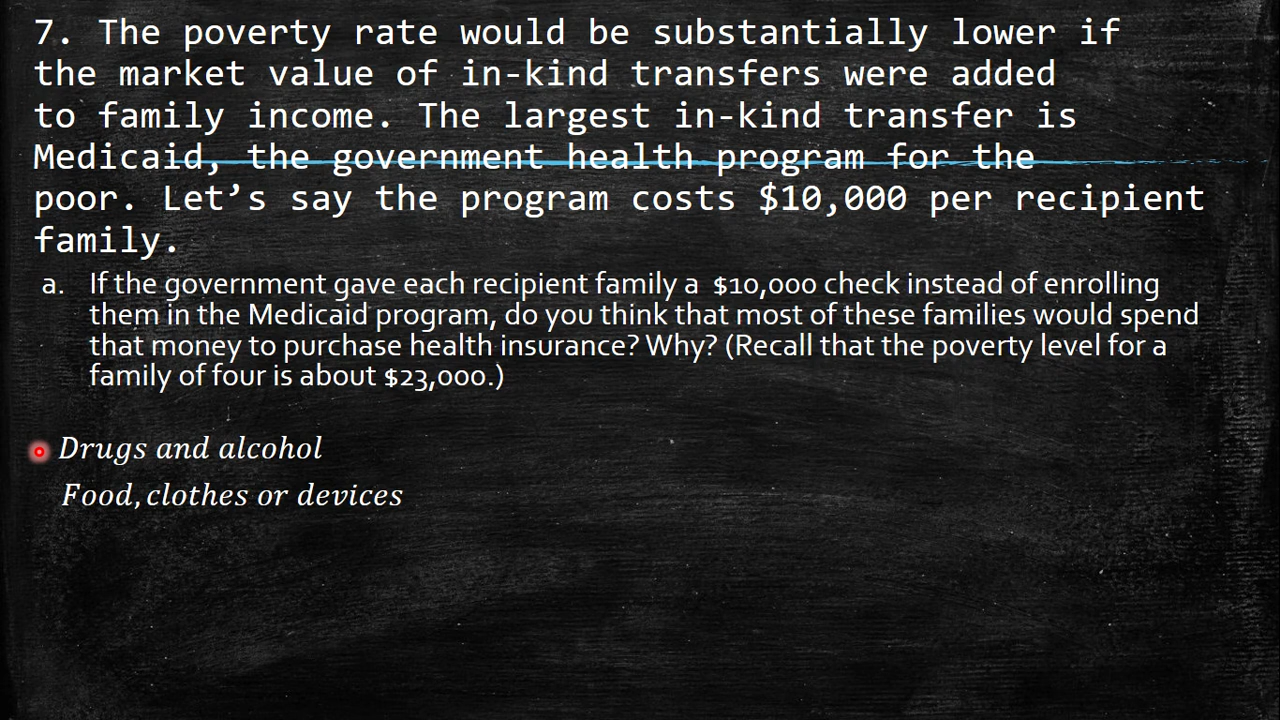 7. The poverty rate would be substantially lower if
the market value of in-kind transfers were added
to family income. The largest in-kind transfer is
Medicaid, the government health program for the
poor. Let’s say the program costs $10,000 per recipient
family.
a. If the government gave each recipient family a $10,000 check instead of enrolling
them in the Medicaid program, do you think that most of these families would spend
that money to purchase health insurance? Why? (Recall that the poverty level for a
family of four is about $23,000.)
Drugs and alcohol
Food, clothes or devices